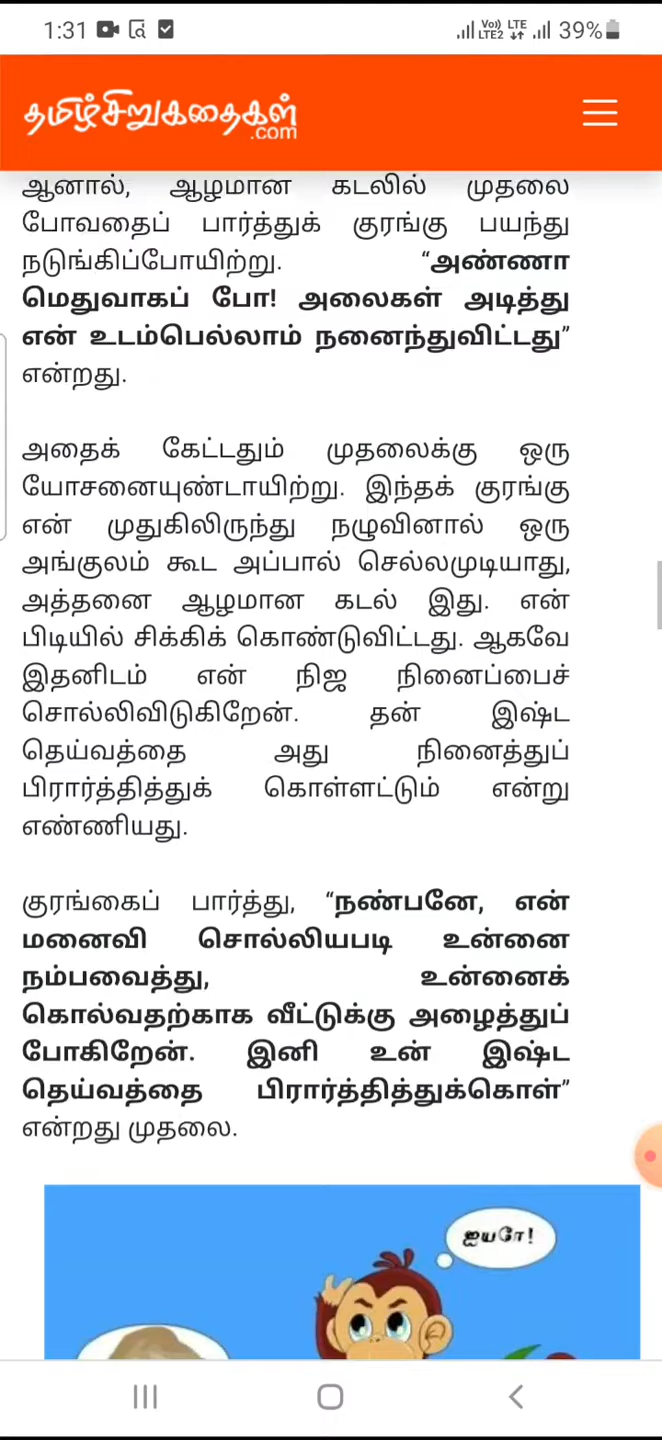 1:31
Vo)) LTE
LTE2
39%
தமிழ்சிறுகதைகள்
.com
ஆனால், ஆழமான கடலில் முதலை
போவதைப் பார்த்துக் குரங்கு பயந்து
நடுங்கிப்போயிற்று. “அண்ணா
மெதுவாகப் போ! அலைகள் அடித்து
என் உடம்பெல்லாம் நனைந்துவிட்டது”
என்றது.
அதைக் கேட்டதும் முதலைக்கு ஒரு
யோசனையுண்டாயிற்று. இந்தக் குரங்கு
என் முதுகிலிருந்து நழுவினால் ஒரு
அங்குலம் கூட அப்பால் செல்லமுடியாது,
அத்தனை ஆழமான கடல் இது. என்
பிடியில் சிக்கிக் கொண்டுவிட்டது. ஆகவே
இதனிடம் என் நிஜ நினைப்பைச்
சொல்லிவிடுகிறேன். தன் இஷ்ட
தெய்வத்தை அது நினைத்துப்
பிரார்த்தித்துக் கொள்ளட்டும் என்று
எண்ணியது.
குரங்கைப் பார்த்து, “நண்பனே, என்
மனைவி சொல்லியபடி உன்னை
நம்பவைத்து, உன்னைக்
கொல்வதற்காக வீட்டுக்கு அழைத்துப்
போகிறேன். இனி உன் இஷ்ட
தெய்வத்தை பிரார்த்தித்துக்கொள்”
என்றது முதலை.
ஐயரோ!